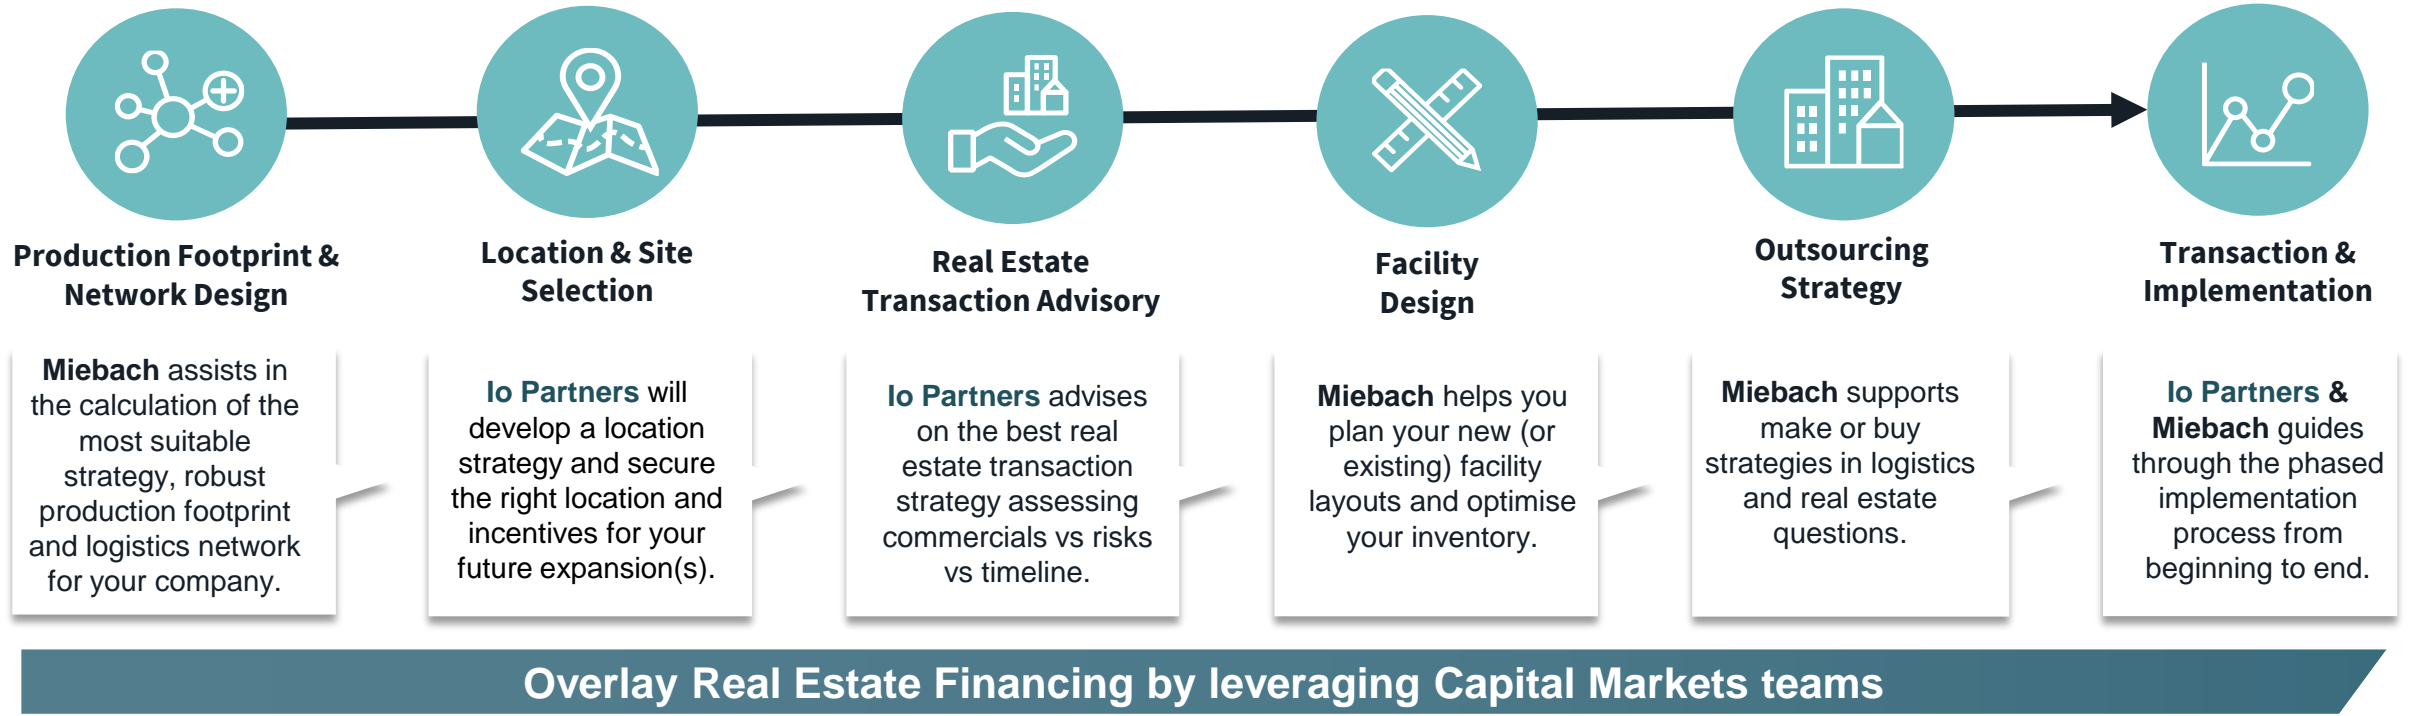 Production Footprint &
Network Design
Location & Site
Selection
Real Estate
Transaction Advisory
Facility
Design
Outsourcing
Strategy
Transaction &
Implementation
Miebach assists in
the calculation of the
most suitable
strategy, robust
production footprint
and logistics network
for your company.
Io Partners will
develop a location
strategy and secure
the right location and
incentives for your
future expansion(s).
Io Partners advises
on the best real
estate transaction
strategy assessing
commercials vs risks
vs timeline.
Miebach helps you
plan your new (or
existing) facility
layouts and optimise
your inventory.
Miebach supports
make or buy
strategies in logistics
and real estate
questions.
Io Partners &
Miebach guides
through the phased
implementation
process from
beginning to end.
Overlay Real Estate Financing by leveraging Capital Markets teams